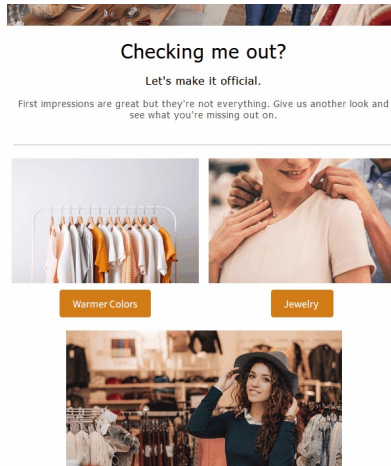 Checking me out?
Let's make it official.
First impressions are great but they're not everything. Give us another look and
see what you're missing out on.
Warmer Colors
Jewelry